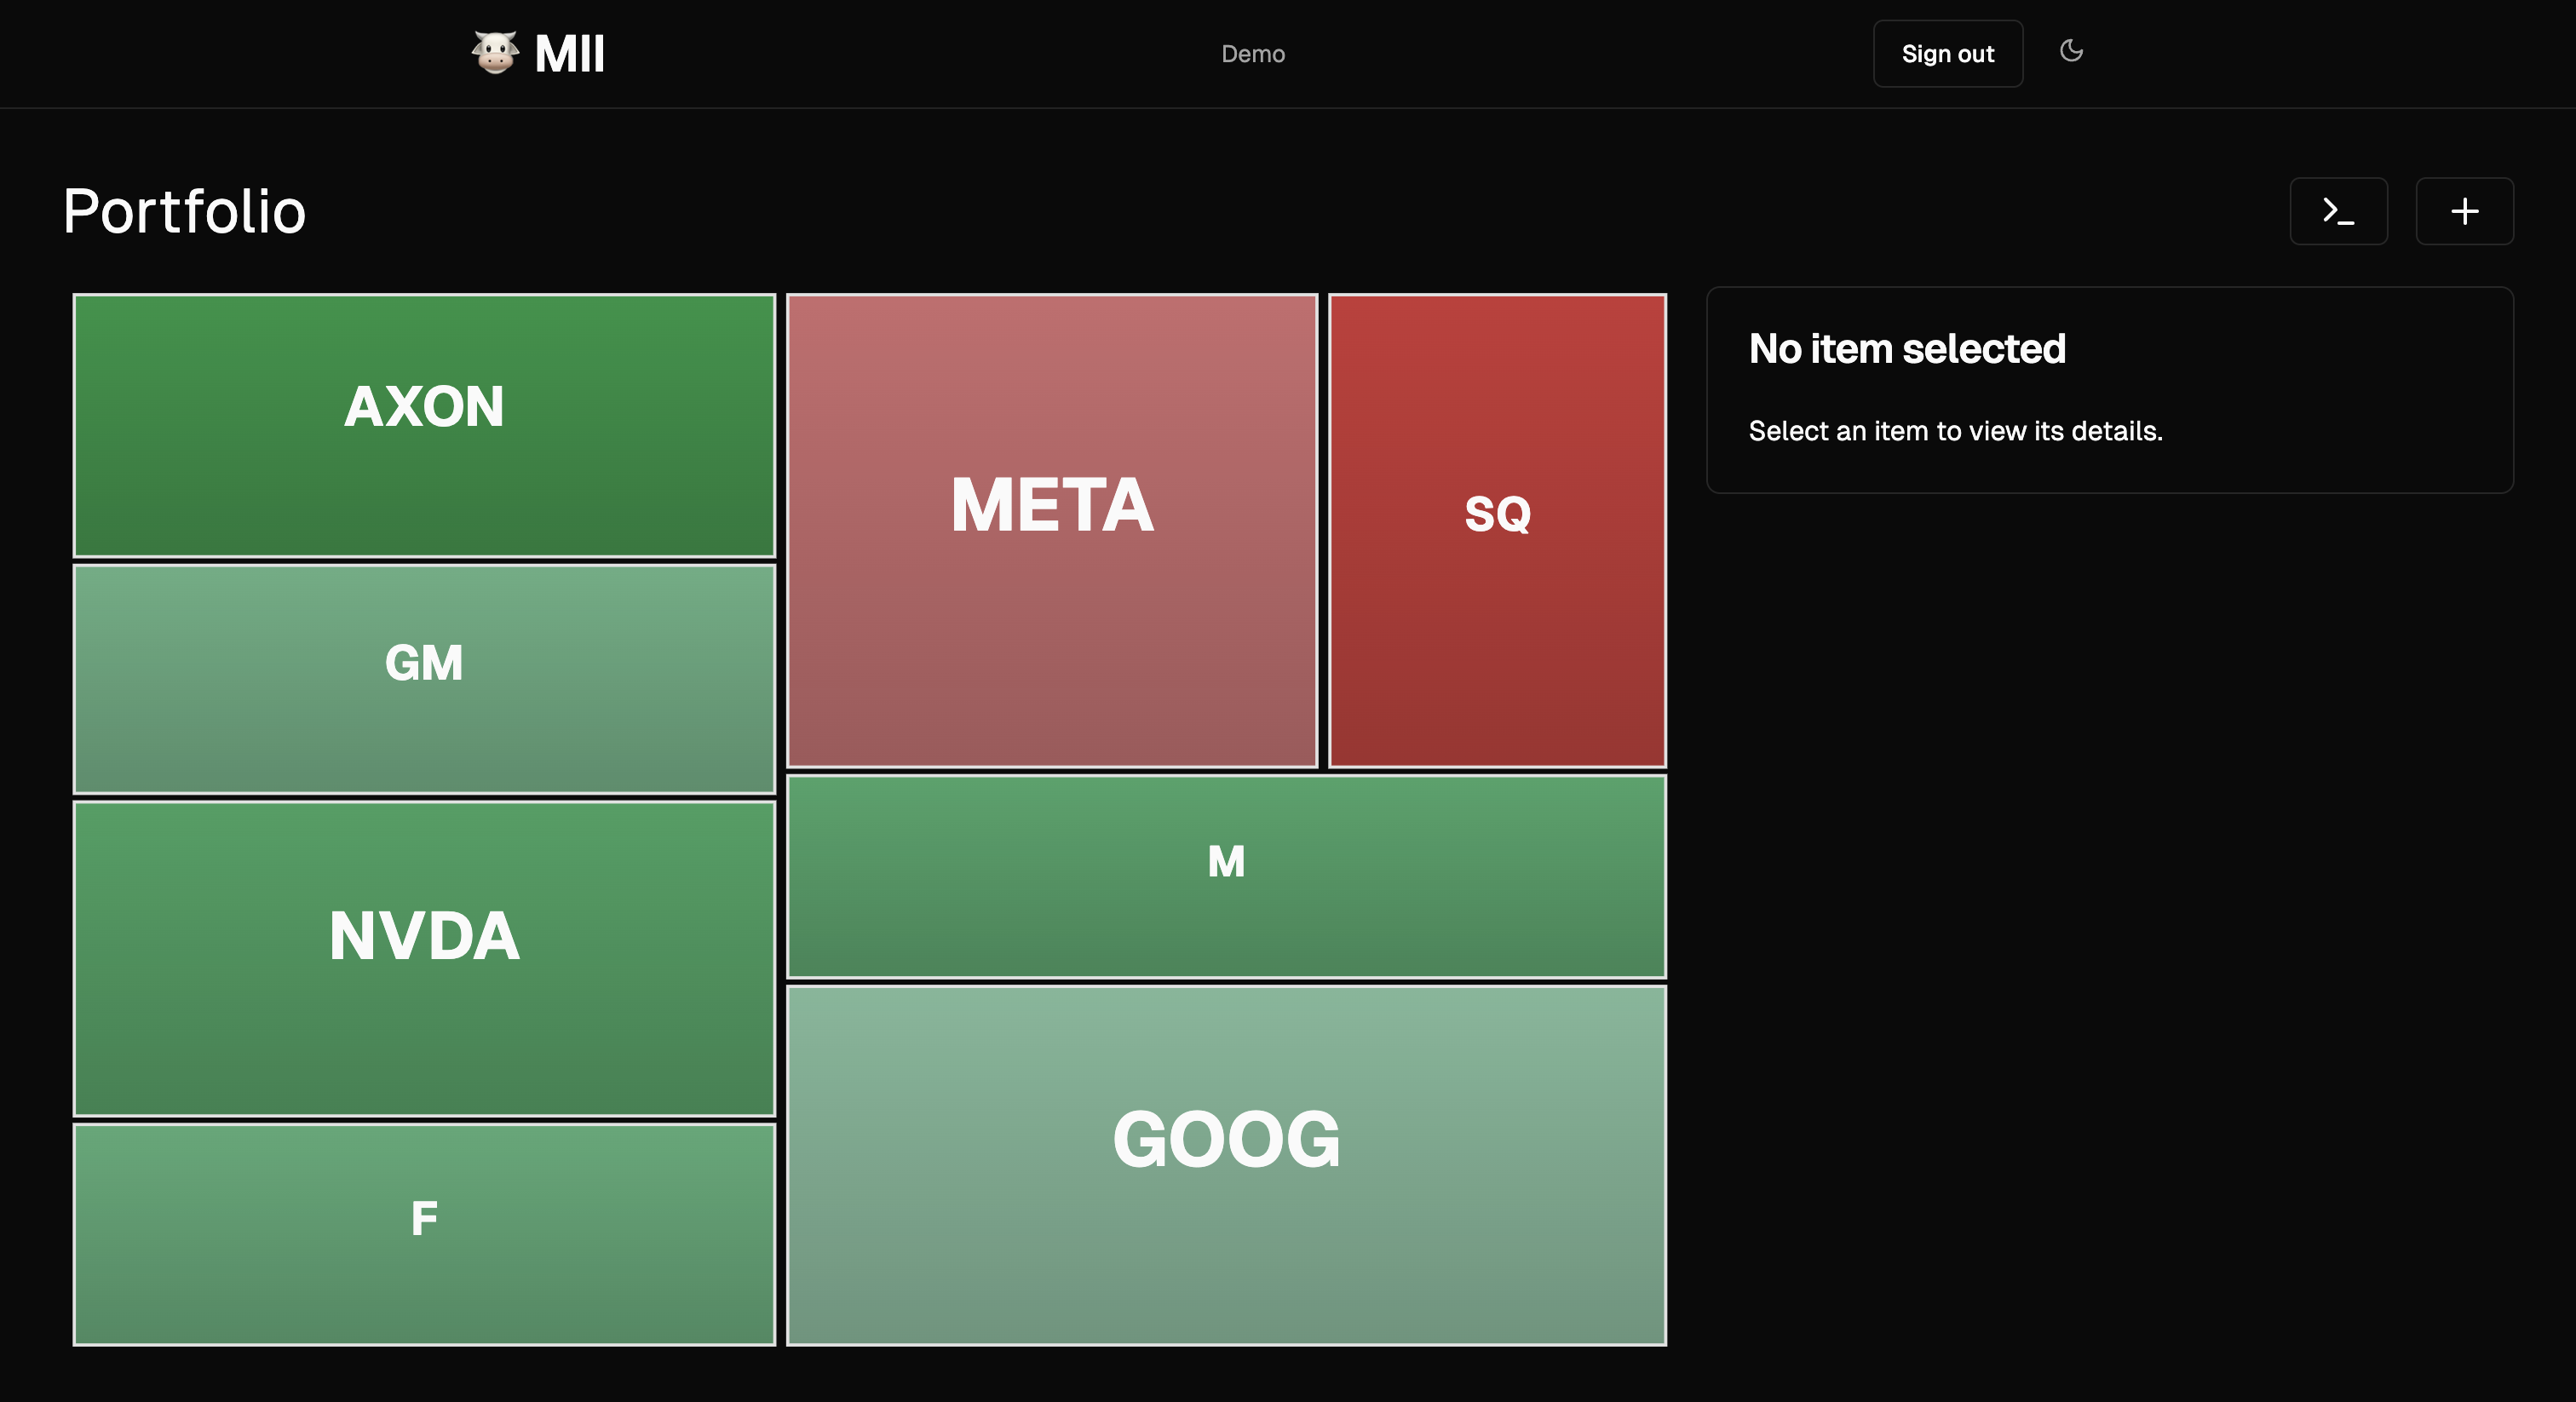 MII
Demo
Sign out
Portfolio
AXON
META
SQ
No item selected
Select an item to view its details.
GM
NVDA
M
F
GOOG